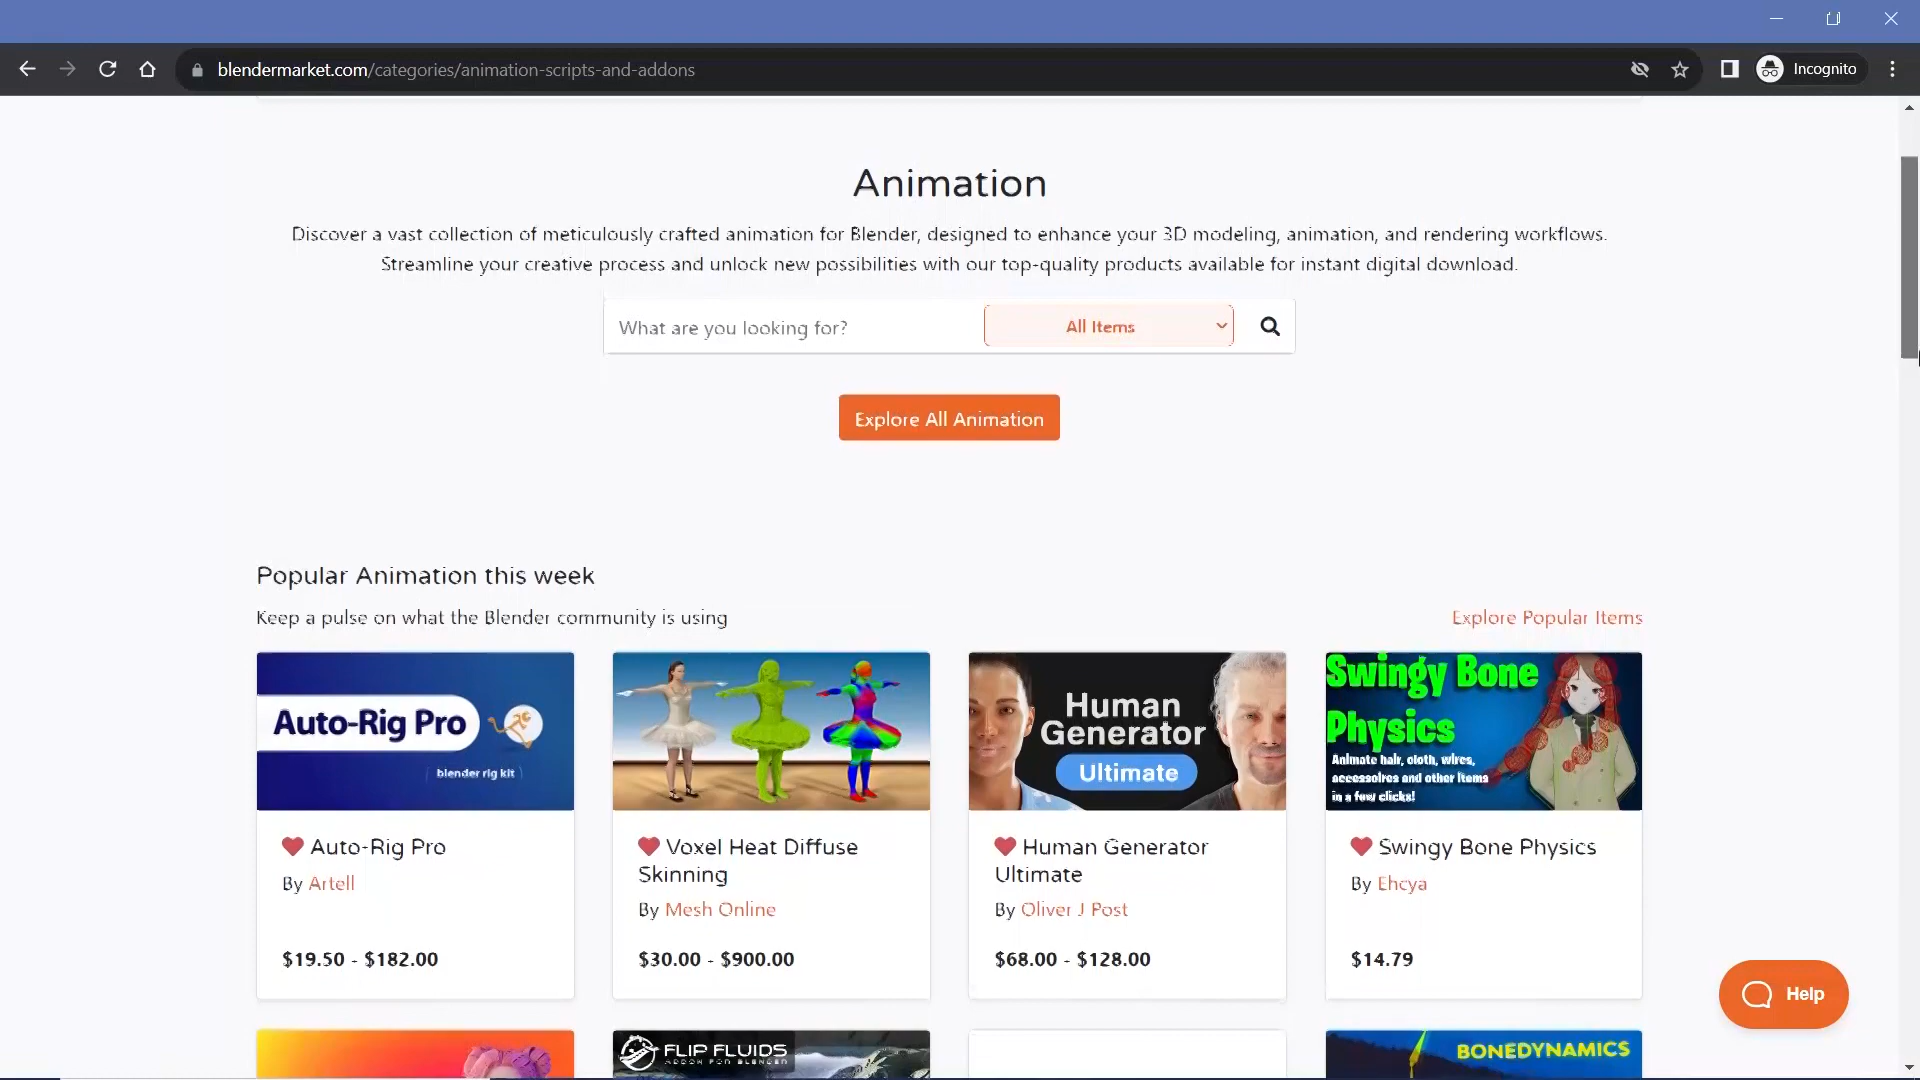 blendermarket.com/categories/animation-scripts-and-addons
Incognito
Animation
Discover a vast collection of meticulously crafted animation for Blender, designed to enhance your 3D modeling, animation, and rendering workflows.
Streamline your creative process and unlock new possibilities with our top-quality products available for instant digital download.
What are you looking for?
All Items
Explore All Animation
Popular Animation this week
Keep a pulse on what the Blender community is using
Explore Popular Items
Auto-Rig Pro
blender rig kit
Human
Generator
Ultimate
Swingy Bone
Physics
Animate hair, cloth, wires,
accessoires and other items
in a few clicks!
Auto-Rig Pro
By Artell
$19.50 - $182.00
Voxel Heat Diffuse
Skinning
By Mesh Online
$30.00 - $900.00
Human Generator
Ultimate
By Oliver J Post
$68.00 - $128.00
Swingy Bone Physics
By Ehcya
$14.79
Help
FLIP FLUIDS
ADDON FOR BLENDER
BONEDYNAMICS